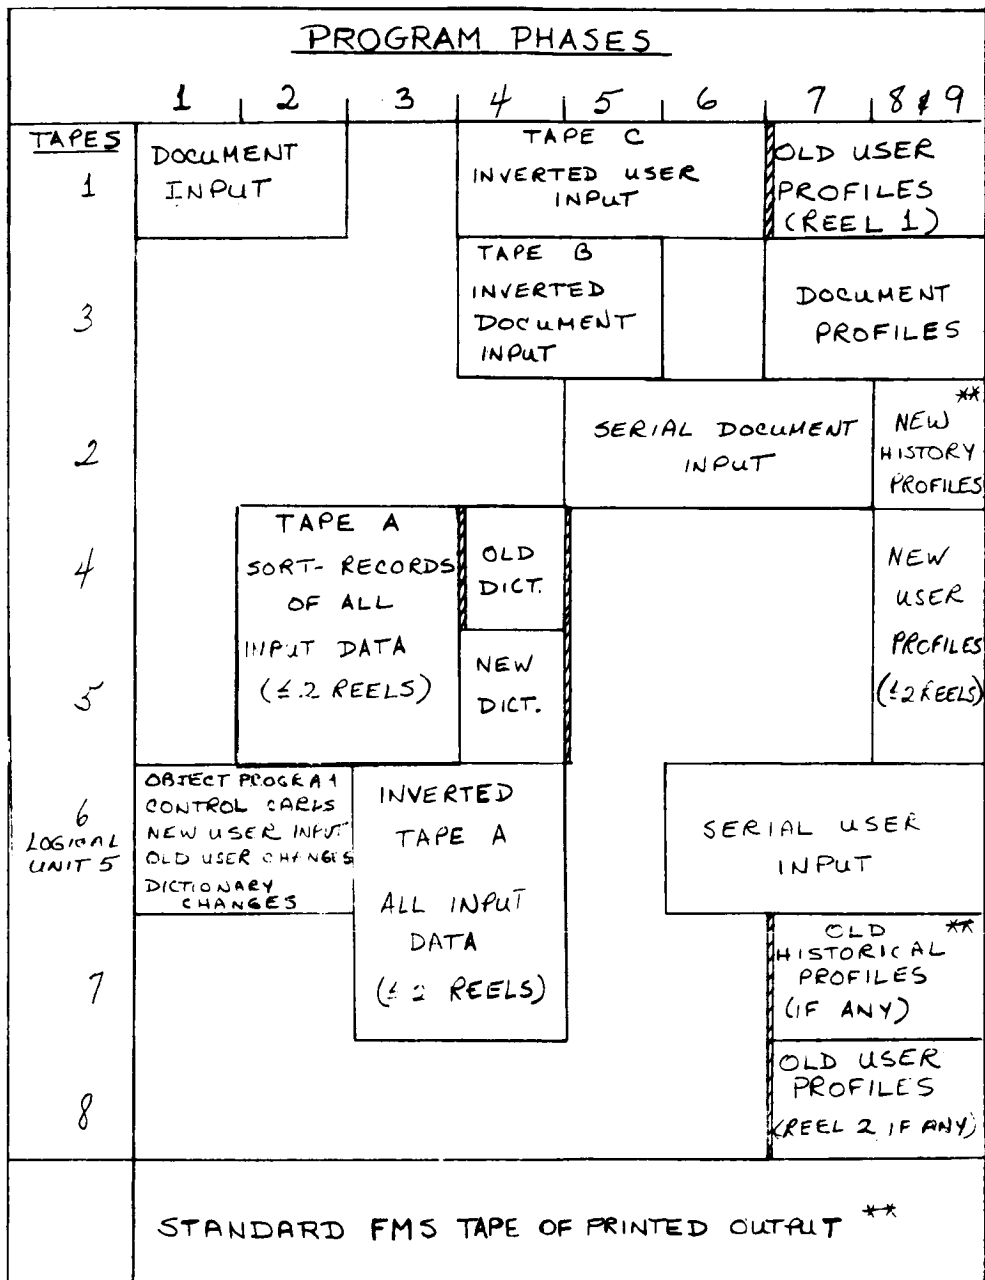 PROGRAM PHASES
1 2 3 4 5 6 7 8 & 9
TAPES
1
DOCUMENT
INPUT
TAPE C
INVERTED USER
INPUT
OLD USER
PROFILES
(REEL 1)
3
TAPE B
INVERTED
DOCUMENT
INPUT
DOCUMENT
PROFILES
2
SERIAL DOCUMENT
INPUT
**
NEW
HISTORY
PROFILES
4
5
TAPE A
SORT-RECORDS
OF ALL
INPUT DATA
(≤ 2 REELS)
OLD
DICT.
NEW
DICT.
NEW
USER
PROFILES
(≤2 REELS)
6
LOGICAL
UNIT 5
OBJECT PROGRAM
CONTROL CARDS
NEW USER INPUT
OLD USER CHANGES
DICTIONARY
CHANGES
INVERTED
TAPE A
ALL INPUT
DATA
(≤ 2 REELS)
SERIAL USER
INPUT
7
OLD **
HISTORICAL
PROFILES
(IF ANY)
8
OLD USER
PROFILES
(REEL 2 IF ANY)
STANDARD FMS TAPE OF PRINTED OUTPUT **